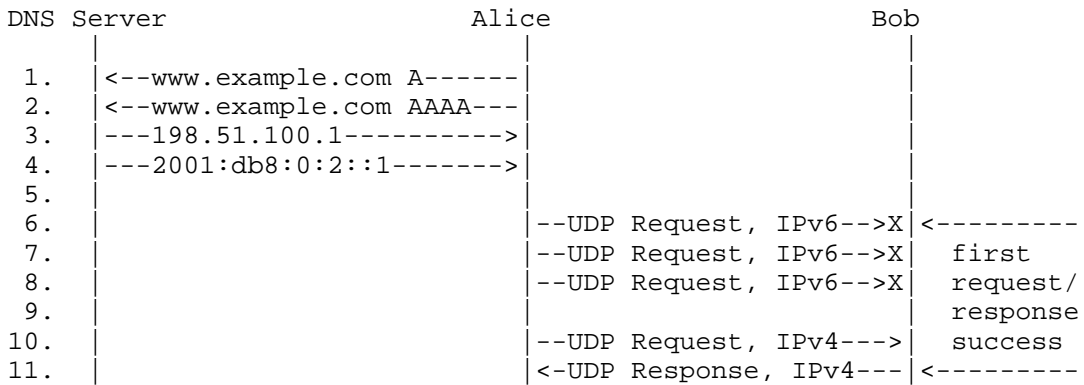 DNS Server                  Alice                  Bob
     |                        |                     |
 1.  |<--www.example.com A------|                     |
 2.  |<--www.example.com AAAA---|                     |
 3.  |---198.51.100.1---------->|                     |
 4.  |---2001:db8:0:2::1------->|                     |
 5.  |                        |                     |
 6.  |                        |--UDP Request, IPv6-->X|<---------
 7.  |                        |--UDP Request, IPv6-->X|  first
 8.  |                        |--UDP Request, IPv6-->X|  request/
 9.  |                        |                     |  response
10.  |                        |--UDP Request, IPv4--->|  success
11.  |                        |<-UDP Response, IPv4---|<---------